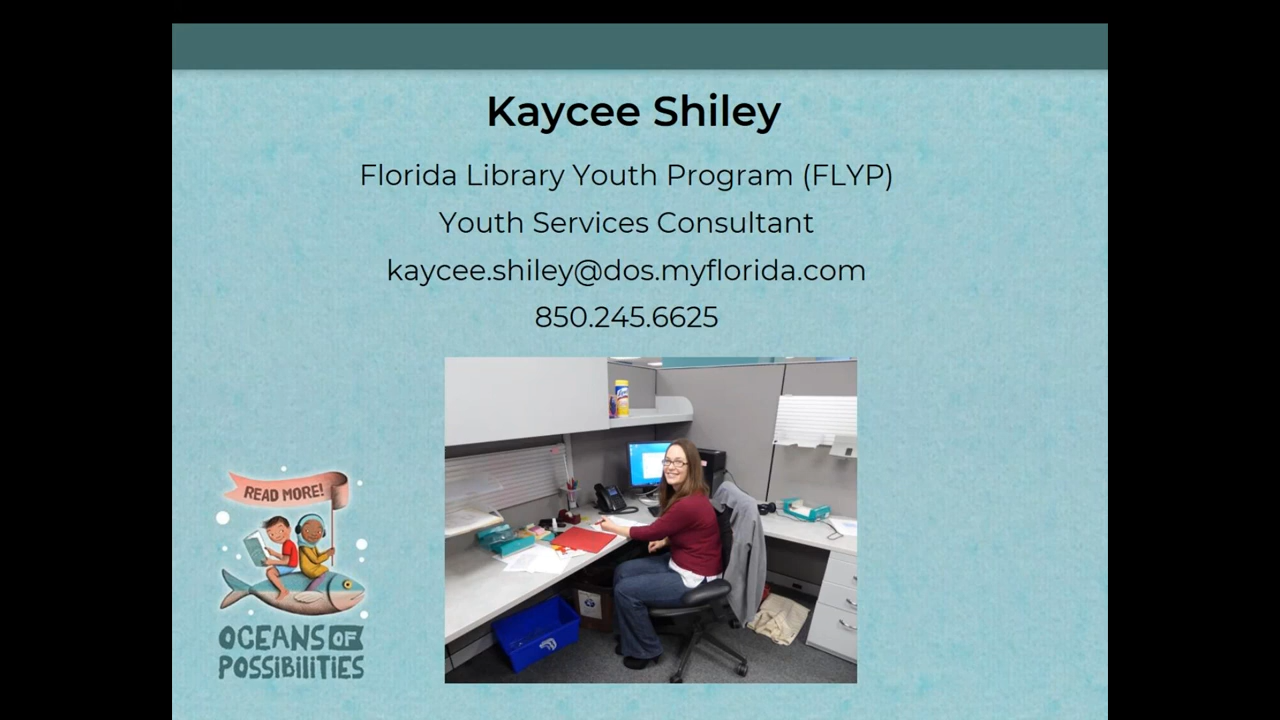 Kaycee Shiley
Florida Library Youth Program (FLYP)
Youth Services Consultant
kaycee.shiley@dos.myflorida.com
850.245.6625
READ MORE!
OCEANS OF
POSSIBILITIES